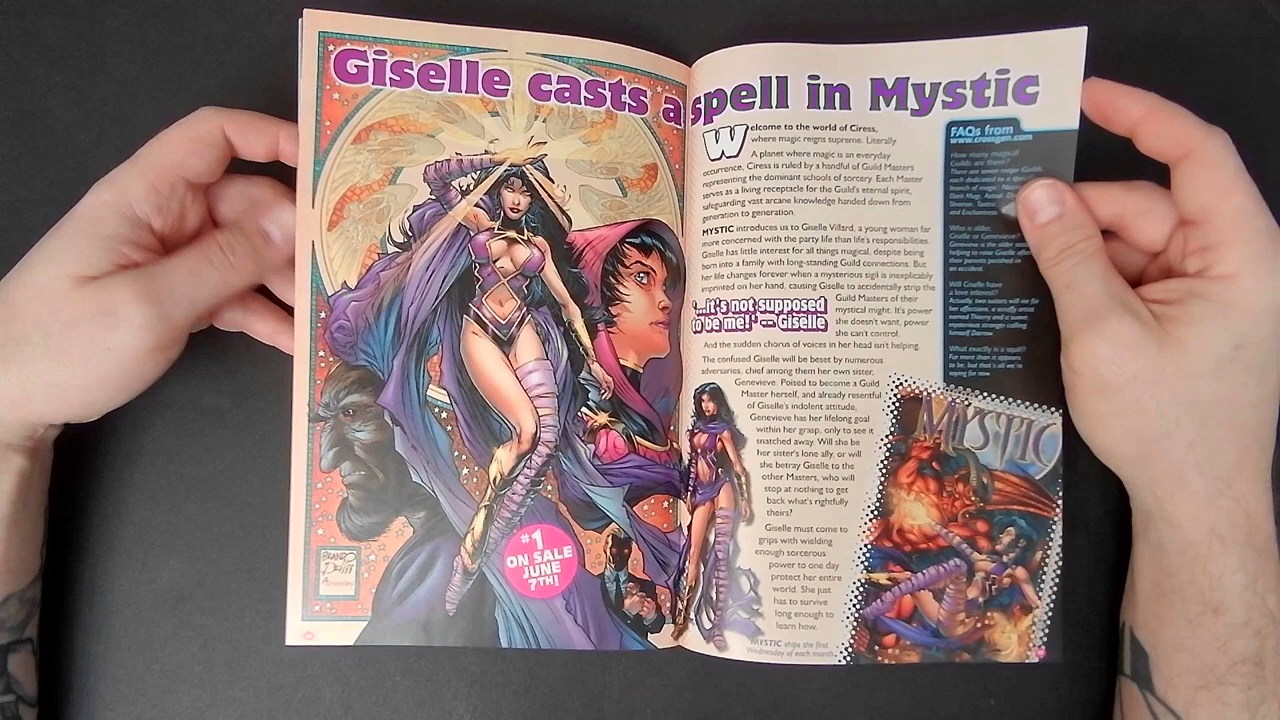 Giselle casts a spell in Mystic
Welcome to the world of Ciress,
where magic reigns supreme. Literally.
A planet where magic is an everyday
occurrence, Ciress is ruled by a handful of Guild Masters
representing the dominant schools of sorcery. Each Master
serves as a living receptacle for the Guild's eternal spirit,
safeguarding vast arcane knowledge handed down from
generation to generation.
MYSTIC introduces us to Giselle Villard, a young woman far
more concerned with the party life than life's responsibilities.
Giselle has little interest for all things magical, despite being
born into a family with long-standing Guild connections. But
her life changes forever when a mysterious sigil is inexplicably
imprinted on her hand, causing Giselle to accidentally strip the
Guild Masters of their
mystical might. It's power
she doesn't want, power
she can't control.
And the sudden chorus of voices in her head isn't helping.
"...it's not supposed
to be me!" -- Giselle
The confused Giselle will be beset by numerous
adversaries, chief among them her own sister,
Genevieve. Poised to become a Guild
Master herself, and already resentful
of Giselle's indolent attitude,
Genevieve has her lifelong goal
within her grasp, only to see it
snatched away. Will she be
her sister's lone ally, or will
she betray Giselle to the
other Masters, who will
stop at nothing to get
back what's rightfully
theirs?
Giselle must come to
grips with wielding
enough sorcerous
power to one day
protect her entire
world. She just
has to survive
long enough to
learn how.
MYSTIC ships the first
Wednesday of each month
FAQs from
www.crossgen.com
How many magical
Guilds are there?
There are seven major Guilds,
each dedicated to a
branch of magic:
Dark Magi, Astral,
Shaman, Tantric
and Enchantress
Who is older,
Giselle or Genevieve?
Genevieve is the older
helping to raise Giselle after
their parents perished in
an accident.
Will Giselle have
a love interest?
Actually, two suitors will vie for
her affections, a scruffy artist
named Thierry and a suave,
mysterious stranger calling
himself Darrow.
What exactly is a squit?
For more than it appears
to be, but that's all we're
saying for now.
MYSTIC
#1
ON SALE
JUNE
7TH!
BRANDON